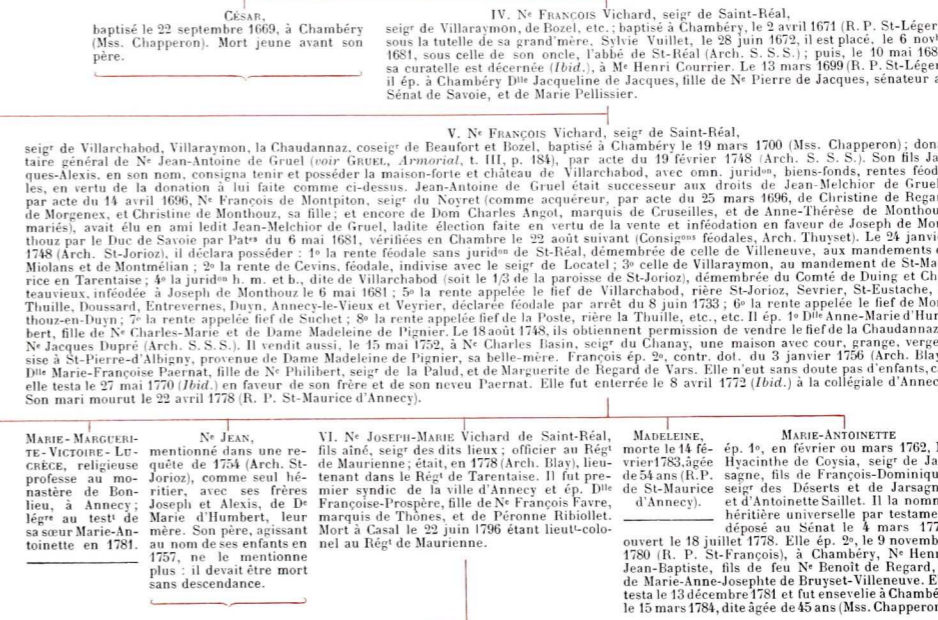 CÉSAR,
baptisé le 22 septembre 1669, à Chambéry
(Mss. Chapperon). Mort jeune avant son
père.
IV. Nᵉ FRANÇOIS Vichard, seigʳ de Saint-Réal,
seigʳ de Villaraymon, de Bozel, etc.; baptisé à Chambéry, le 2 avril 1671 (R. P. St-Léger
sous la tutelle de sa grand'mère, Sylvie Vuillet, le 28 juin 1672, il est placé, le 6 nov
1681, sous celle de son oncle, l'abbé de St-Réal (Arch. S. S. S.); puis, le 10 mai 168
sa curatelle est décernée (Ibid.), à Mᵉ Henri Courrier. Le 13 mars 1699 (R. P. St-Léger
il ép. à Chambéry Dˡˡᵉ Jacqueline de Jacques, fille de Nᵉ Pierre de Jacques, sénateur a
Sénat de Savoie, et de Marie Pellissier.
V. Nᵉ FRANÇOIS Vichard, seigʳ de Saint-Réal,
seigʳ de Villarchabod, Villaraymon, la Chaudannaz, coseigʳ de Beaufort et Bozel, baptisé à Chambéry le 19 mars 1700 (Mss. Chapperon); don
taire général de Nᵉ Jean-Antoine de Gruel (voir GRUEL, Armorial, t. III, p. 184), par acte du 19 février 1748 (Arch. S. S. S.). Son fils Ja
ques-Alexis, en son nom, consigna tenir et posséder la maison-forte et château de Villarchabod, avec omn. juridᵒⁿ, biens-fonds, rentes féod
les, en vertu de la donation à lui faite comme ci-dessus. Jean-Antoine de Gruel était successeur aux droits de Jean-Melchior de Gruel
par acte du 14 avril 1696, Nᵉ François de Montpiton, seigʳ du Noyret (comme acquéreur, par acte du 25 mars 1696, de Christine de Regar
de Morgenex, et Christine de Monthouz, sa fille; et encore de Dom Charles Angot, marquis de Cruseilles, et de Anne-Thérèse de Monthou
mariés), avait élu en ami ledit Jean-Melchior de Gruel, ladite élection faite en vertu de la vente et inféodation en faveur de Joseph de Mo
thouz par le Duc de Savoie par Patᵉˢ du 6 mai 1681, vérifiées en Chambre le 22 août suivant (Consigᵒⁿˢ féodales, Arch. Thuyset). Le 24 janvi
1748 (Arch. St-Jorioz), il déclara posséder : 1º la rente féodale sans juridᵒⁿ de St-Réal, démembrée de celle de Villeneuve, aux mandements
Miolans et de Montmélian; 2º la rente de Cevins, féodale, indivise avec le seigʳ de Locatel; 3º celle de Villaraymon, au mandement de St-Ma
rice en Tarentaise; 4º la juridᵒⁿ h. m. et b., dite de Villarchabod (soit le 1/3 de la paroisse de St-Jorioz), démembrée du Comté de Duing et Ch
teauvieux, inféodée à Joseph de Monthouz le 6 mai 1681; 5º la rente appelée le fief de Villarchabod, rière St-Jorioz, Sevrier, St-Eustache,
Thuille, Doussard, Entrevernes, Duyn, Annecy-le-Vieux et Veyrier, déclarée féodale par arrêt du 8 juin 1733; 6º la rente appelée le fief de Mo
thouz-en-Duyn; 7º la rente appelée fief de Suchet; 8º la rente appelée fief de la Poste, rière la Thuille, etc., etc. Il ép. 1º Dˡˡᵉ Anne-Marie d'Hum
bert, fille de Nᵉ Charles-Marie et de Dame Madeleine de Pignier. Le 18 août 1748, ils obtiennent permission de vendre le fief de la Chaudannaz
Nᵉ Jacques Dupré (Arch. S. S. S.). Il vendit aussi, le 15 mai 1752, à Nᵉ Charles Basin, seigʳ du Chanay, une maison avec cour, grange, verge
sise à St-Pierre-d'Albigny, provenue de Dame Madeleine de Pignier, sa belle-mère. François ép. 2º, contr. dot. du 3 janvier 1756 (Arch. Blay
Dˡˡᵉ Marie-Françoise Paernat, fille de Nᵉ Philibert, seigʳ de la Palud, et de Marguerite de Regard de Vars. Elle n'eut sans doute pas d'enfants, c
elle testa le 27 mai 1770 (Ibid.) en faveur de son frère et de son neveu Paernat. Elle fut enterrée le 8 avril 1772 (Ibid.) à la collégiale d'Annec
Son mari mourut le 22 avril 1778 (R. P. St-Maurice d'Annecy).
MARIE-MARGUERI-
TE-VICTOIRE-LU-
CRÈCE, religieuse
professe au mo-
nastère de Bon-
lieu, à Annecy;
légʳᵉ au testᵗ de
sa sœur Marie-An-
toinette en 1781.
Nᵉ JEAN,
mentionné dans une re-
quête de 1754 (Arch. St-
Jorioz), comme seul hé-
ritier, avec ses frères
Joseph et Alexis, de Dᵉ
Marie d'Humbert, leur
mère. Son père, agissant
au nom de ses enfants en
1757, ne le mentionne
plus : il devait être mort
sans descendance.
VI. Nᵉ JOSEPH-MARIE Vichard de Saint-Réal,
fils aîné, seigʳ des dits lieux; officier au Régᵗ
de Maurienne; était, en 1778 (Arch. Blay), lieu-
tenant dans le Régᵗ de Tarentaise. Il fut pre-
mier syndic de la ville d'Annecy et ép. Dˡˡᵉ
Françoise-Prospère, fille de Nᵉ François Favre,
marquis de Thônes, et de Péronne Ribiollet.
Mort à Casal le 22 juin 1796 étant lieutᵗ-colo-
nel au Régᵗ de Maurienne.
MADELEINE,
morte le 14 fé-
vrier 1783, âgée
de 54 ans (R. P.
de St-Maurice
d'Annecy).
MARIE-ANTOINETTE
ép. 1º, en février ou mars 1762,
Hyacinthe de Coysia, seigʳ de Ja
sagne, fils de François-Dominiqu
seigʳ des Déserts et de Jarsagn
et d'Antoinette Saillet. Il la nomm
héritière universelle par testame
déposé au Sénat le 4 mars 177
ouvert le 18 juillet 1778. Elle ép. 2º, le 9 novemb
1780 (R. P. St-François), à Chambéry, Nᵉ Henr
Jean-Baptiste, fils de feu Nᵉ Benoît de Regard,
de Marie-Anne-Josephte de Bruyset-Villeneuve. E
testa le 13 décembre 1781 et fut ensevelie à Chambé
le 15 mars 1784, dite âgée de 45 ans (Mss. Chapperon